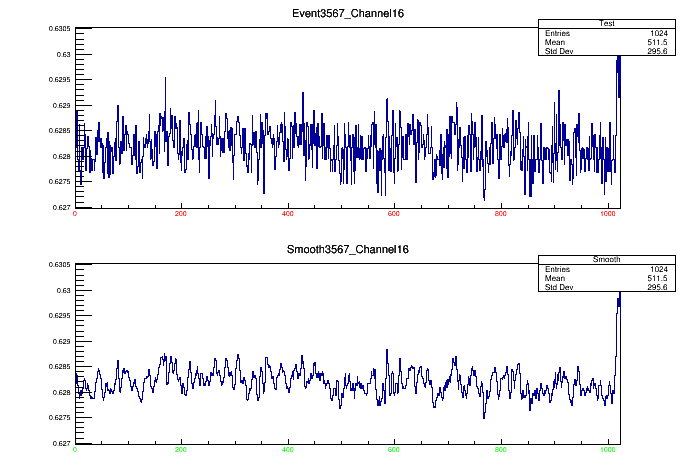 Event3567_Channel16
Test
Entries 1024
Mean 511.5
Std Dev 295.6
0.6305
0.63
0.6295
0.629
0.6285
0.628
0.6275
0.627
0 200 400 600 800 1000
Smooth3567_Channel16
Smooth
Entries 1024
Mean 511.5
Std Dev 295.6
0.6305
0.63
0.6295
0.629
0.6285
0.628
0.6275
0.627
0 200 400 600 800 1000